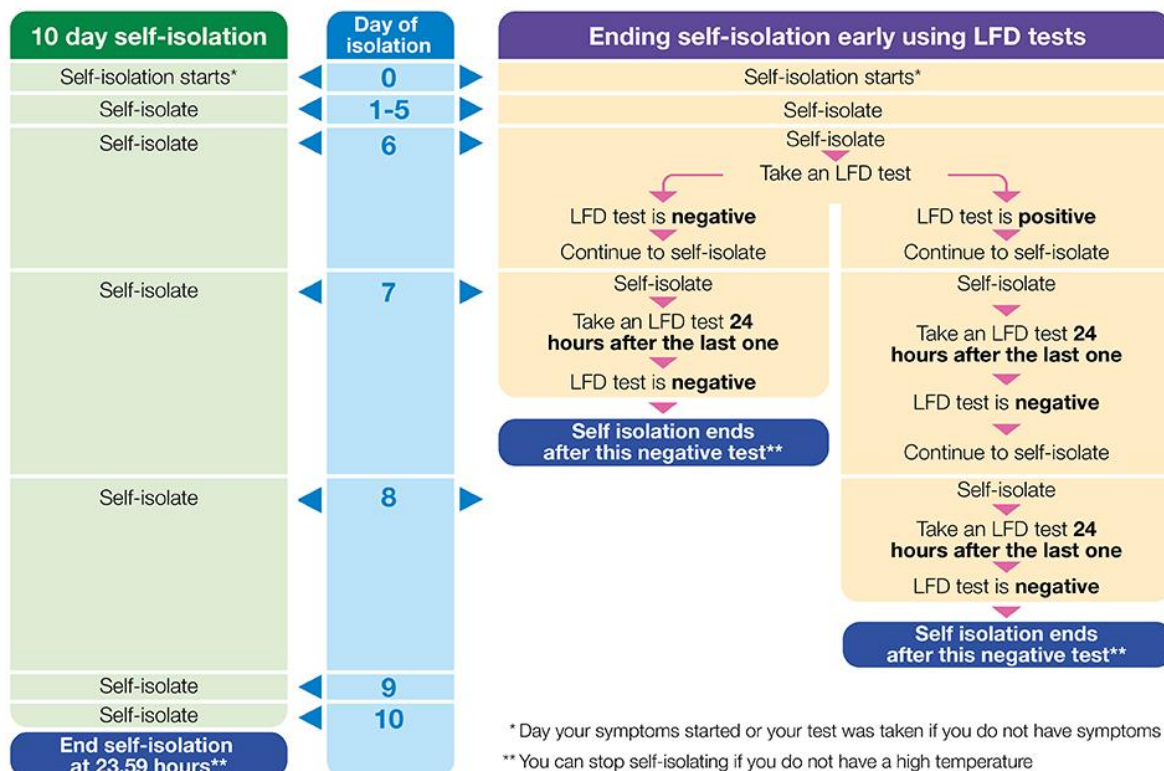 10 day self-isolation
Day of
isolation
Ending self-isolation early using LFD tests
Self-isolation starts*
0
Self-isolation starts*
Self-isolate
1-5
Self-isolate
Self-isolate
6
Self-isolate
Take an LFD test
LFD test is negative
LFD test is positive
Continue to self-isolate
Continue to self-isolate
Self-isolate
7
Self-isolate
Self-isolate
Take an LFD test 24
hours after the last one
LFD test is negative
Self isolation ends
after this negative test**
Take an LFD test 24
hours after the last one
LFD test is negative
Continue to self-isolate
Self-isolate
8
Self-isolate
Take an LFD test 24
hours after the last one
LFD test is negative
Self isolation ends
after this negative test**
Self-isolate
9
Self-isolate
10
End self-isolation
at 23.59 hours**
* Day your symptoms started or your test was taken if you do not have symptoms
** You can stop self-isolating if you do not have a high temperature